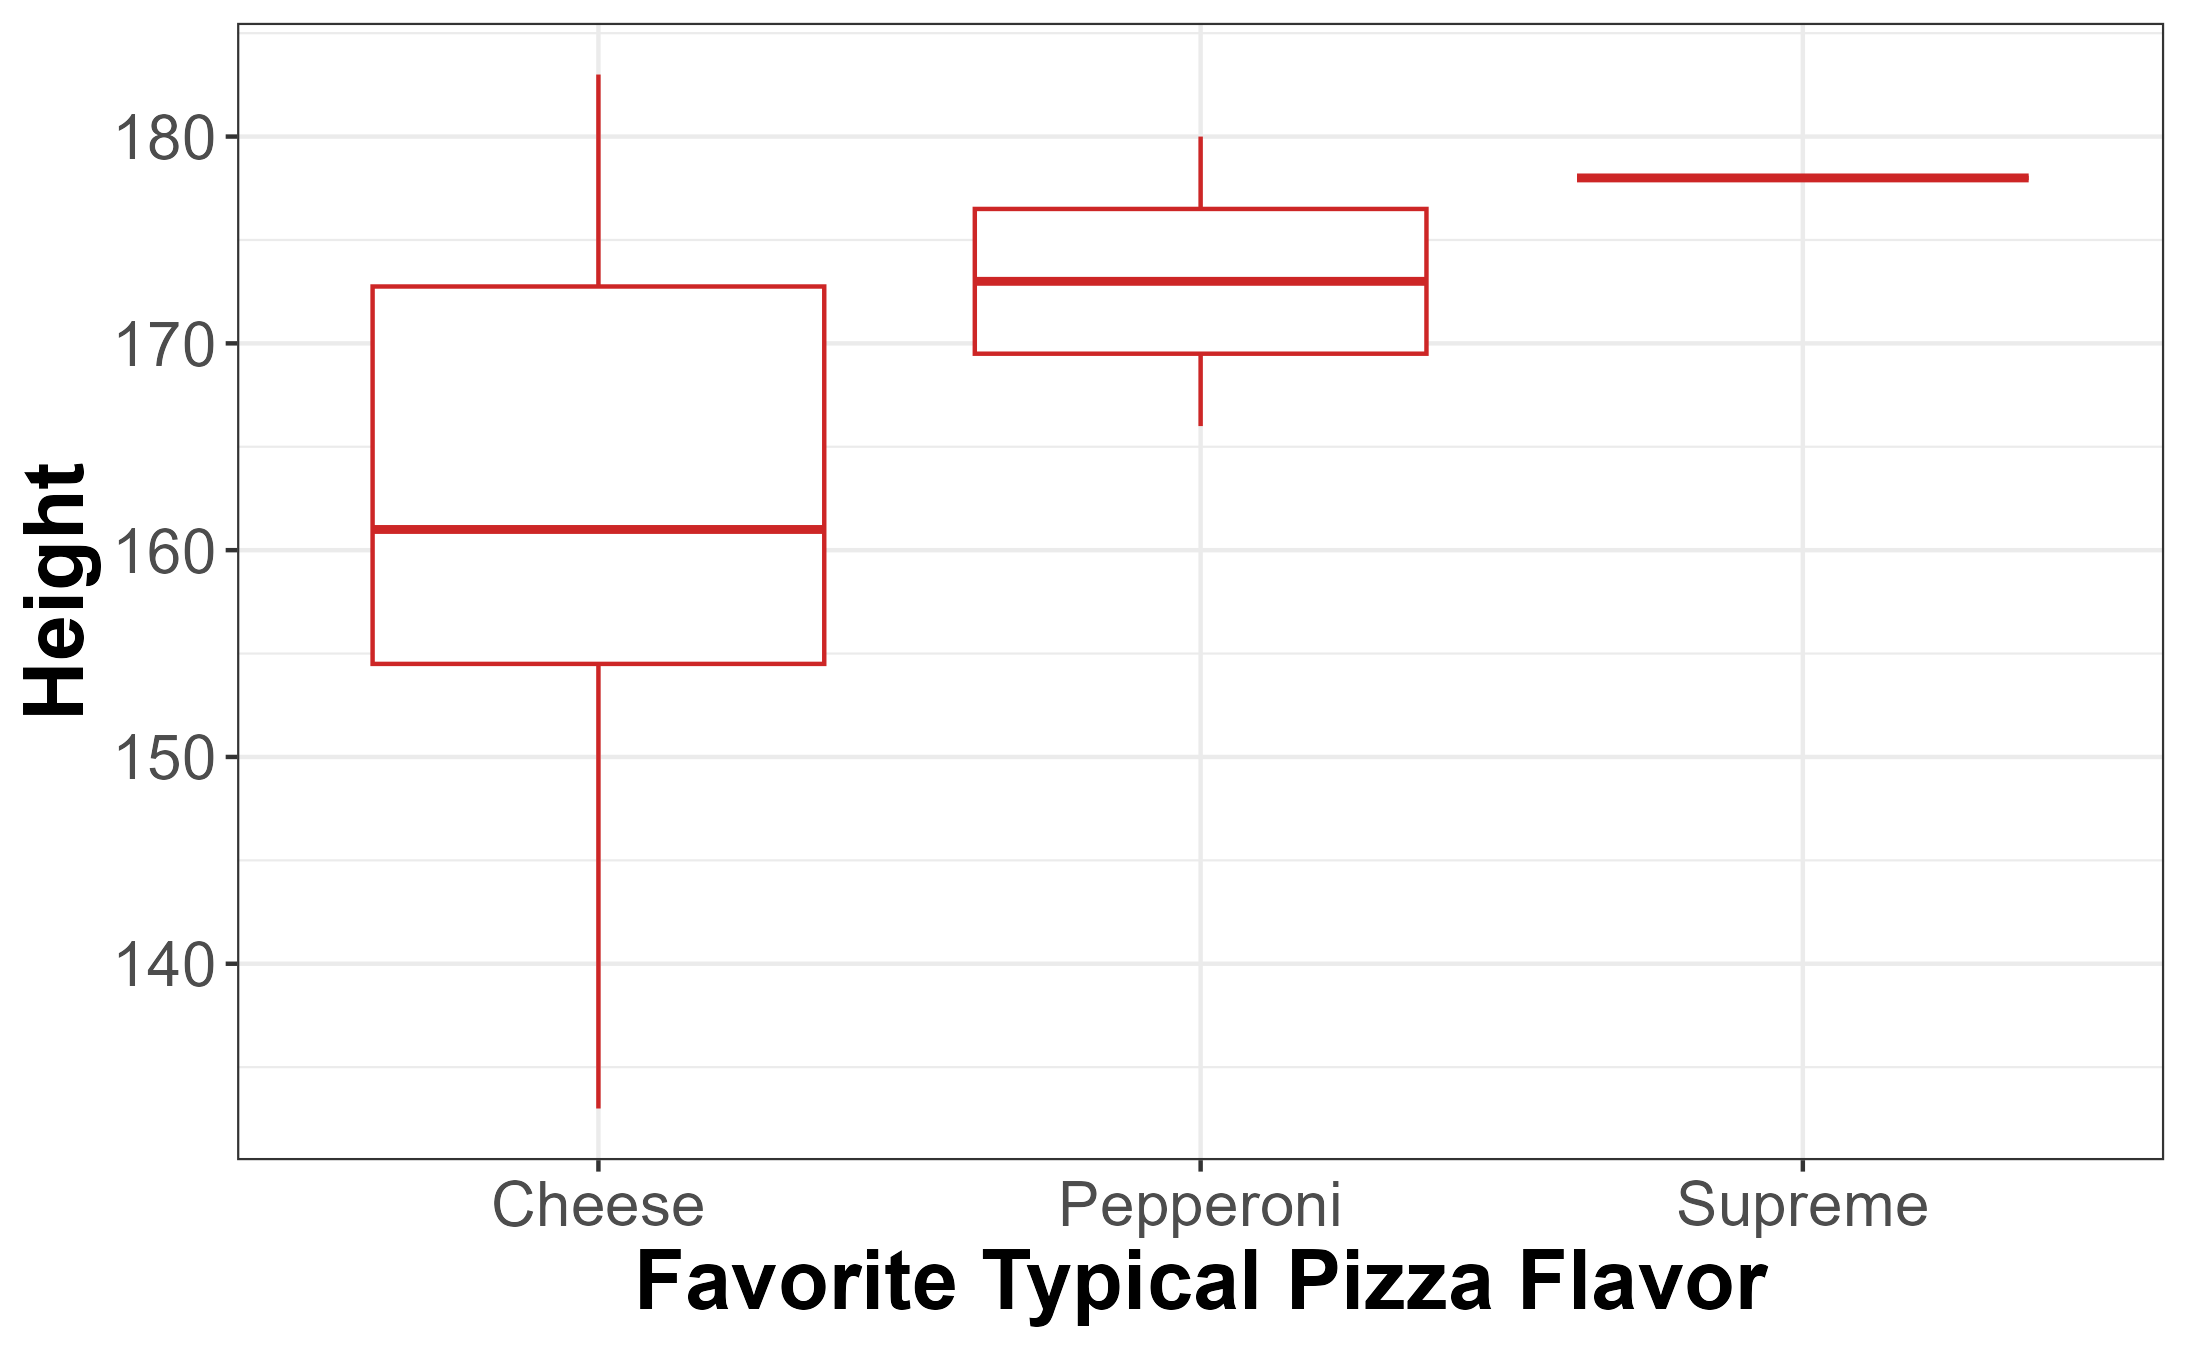 Height
180
170
160
150
140
Cheese Pepperoni Supreme
Favorite Typical Pizza Flavor